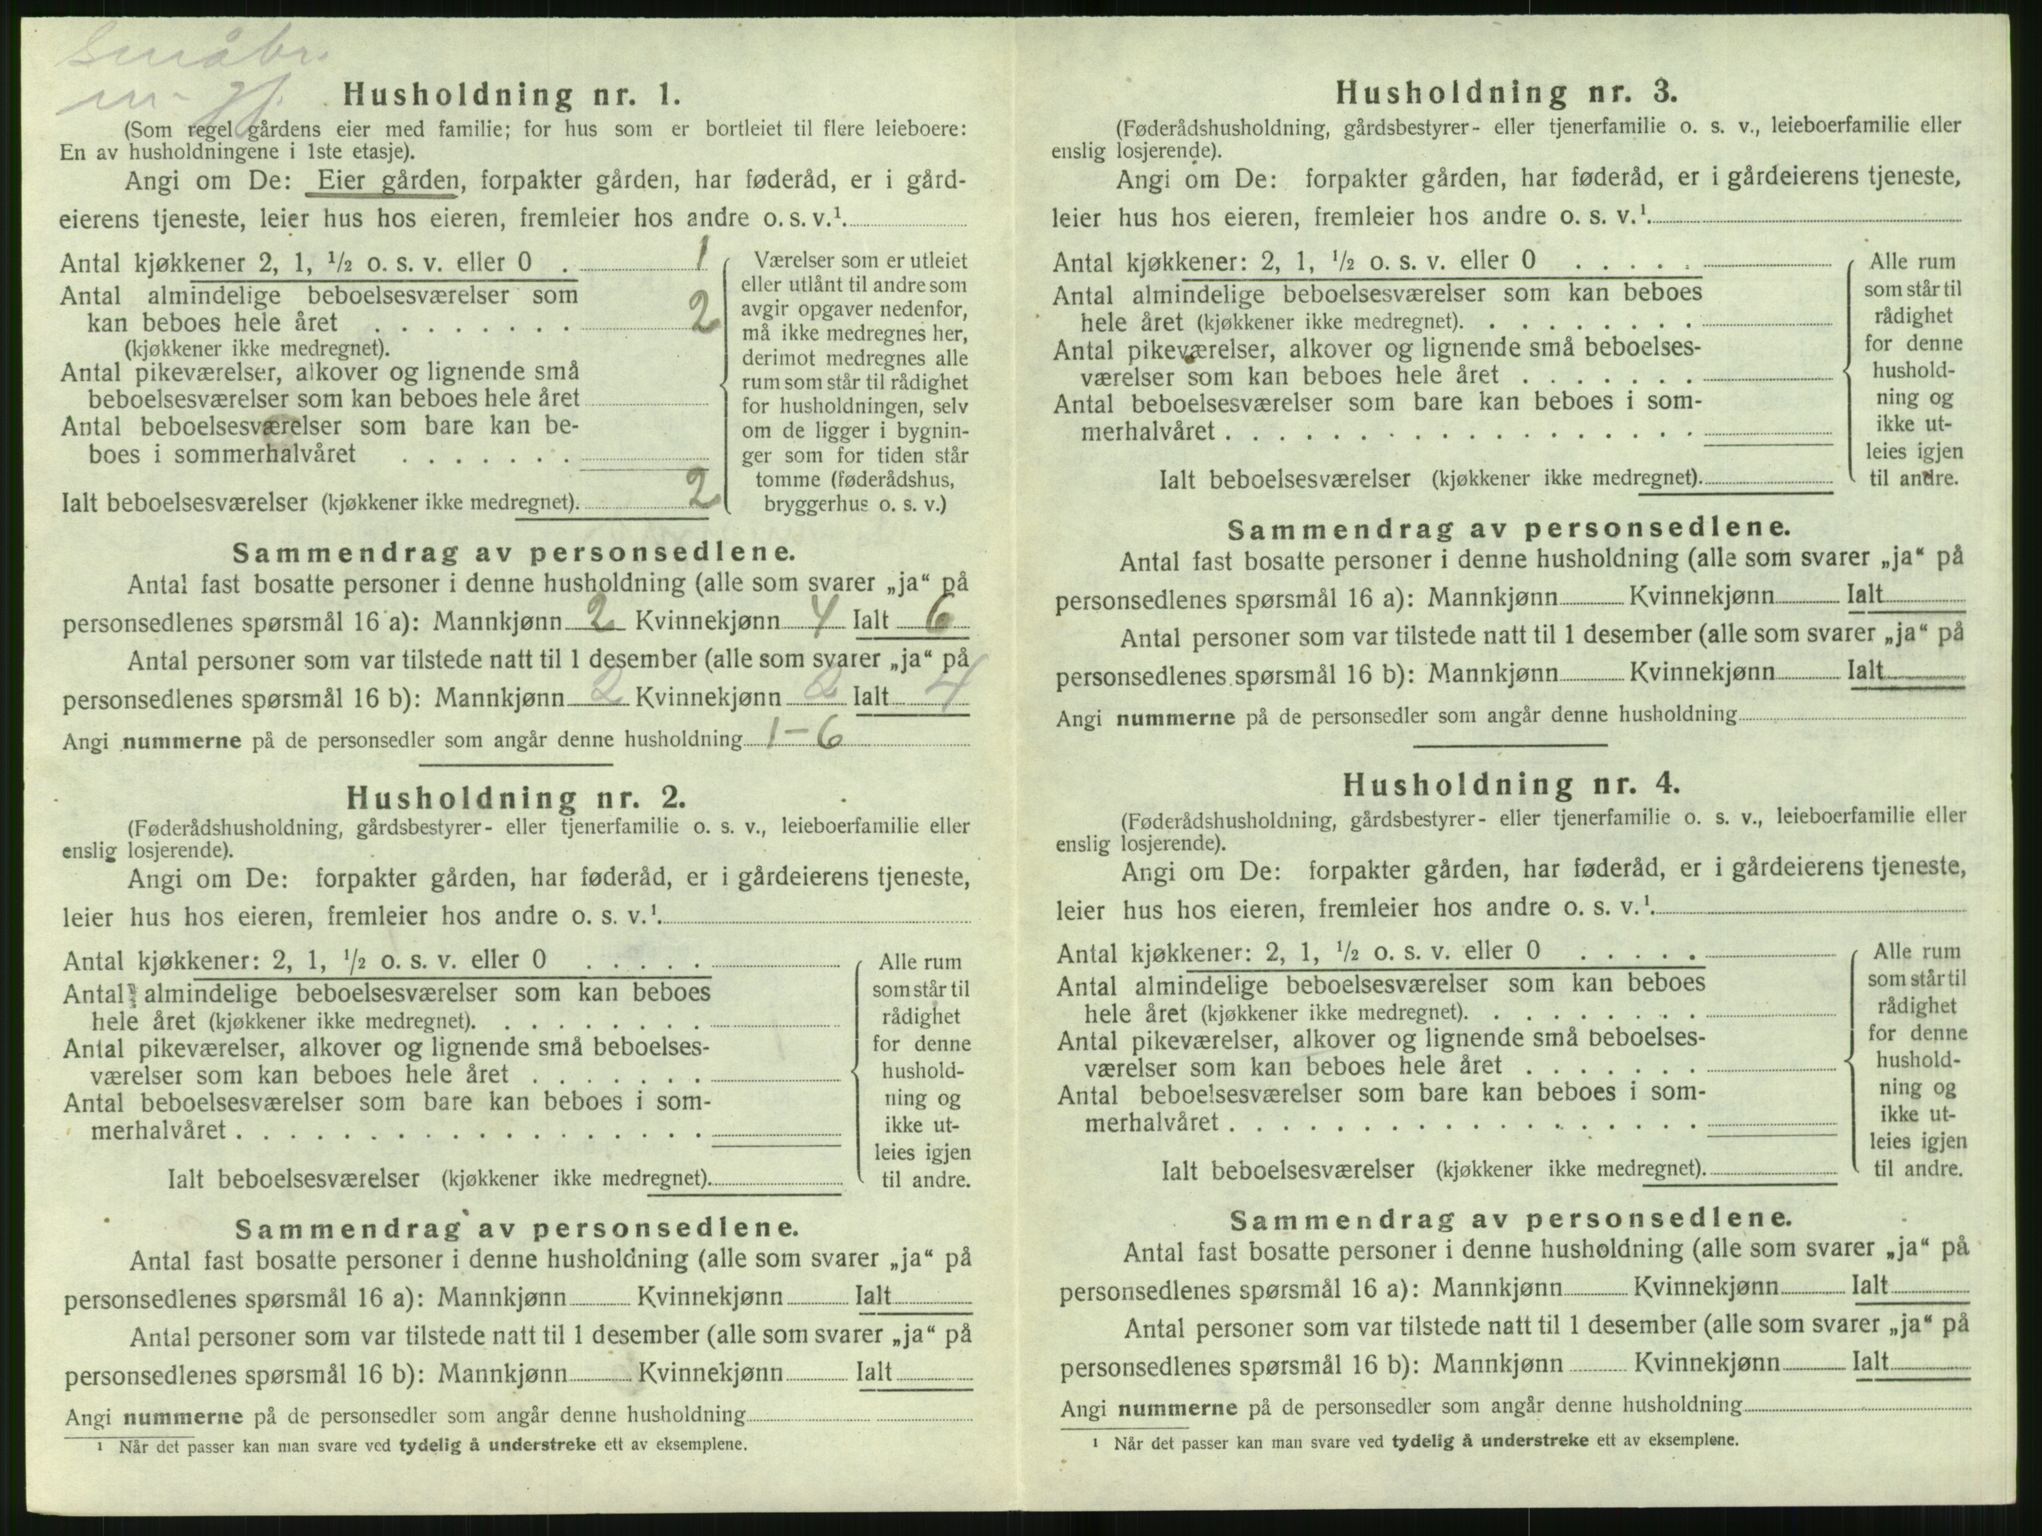 Småbr.
m. gf.
Husholdning nr. 1.
(Som regel gårdens eier med familie; for hus som er bortleiet til flere leieboere:
En av husholdningene i 1ste etasje).
Angi om De: Eier gården, forpakter gården, har føderåd, er i gård-
eierens tjeneste, leier hus hos eieren, fremleier hos andre o. s. v.¹.
Antal kjøkkener 2, 1, ½ o. s. v. eller 0 . 1
Antal almindelige beboelsesværelser som
kan beboes hele året . . . . . . . . 2
(kjøkkener ikke medregnet).
Antal pikeværelser, alkover og lignende små
beboelsesværelser som kan beboes hele året
Antal beboelsesværelser som bare kan be-
boes i sommerhalvåret . . . . . . .
Ialt beboelsesværelser (kjøkkener ikke medregnet). 2
Værelser som er utleiet
eller utlånt til andre som
avgir opgaver nedenfor,
må ikke medregnes her,
derimot medregnes alle
rum som står til rådighet
for husholdningen, selv
om de ligger i bygnin-
ger som for tiden står
tomme (føderådshus,
bryggerhus o. s. v.)
Sammendrag av personsedlene.
Antal fast bosatte personer i denne husholdning (alle som svarer „ja“ på
personsedlenes spørsmål 16 a): Mannkjønn 2 Kvinnekjønn 4 Ialt 6
Antal personer som var tilstede natt til 1 desember (alle som svarer „ja“ på
personsedlenes spørsmål 16 b): Mannkjønn 2 Kvinnekjønn 2 Ialt 4
Angi nummerne på de personsedler som angår denne husholdning 1-6
Husholdning nr. 2.
(Føderådshusholdning, gårdsbestyrer- eller tjenerfamilie o. s. v., leieboerfamilie eller
enslig losjerende).
Angi om De: forpakter gården, har føderåd, er i gårdeierens tjeneste,
leier hus hos eieren, fremleier hos andre o. s. v.¹.
Antal kjøkkener: 2, 1, ½ o. s. v. eller 0 . . . . .
Antal almindelige beboelsesværelser som kan beboes
hele året (kjøkkener ikke medregnet). . . . . . . . .
Antal pikeværelser, alkover og lignende små beboelses-
værelser som kan beboes hele året . . . . . . .
Antal beboelsesværelser som bare kan beboes i som-
merhalvåret . . . . . . . . . . . . . . . . . .
Ialt beboelsesværelser (kjøkkener ikke medregnet).
Alle rum
som står til
rådighet
for denne
hushold-
ning og
ikke ut-
leies igjen
til andre.
Sammendrag av personsedlene.
Antal fast bosatte personer i denne husholdning (alle som svarer „ja“ på
personsedlenes spørsmål 16 a): Mannkjønn Kvinnekjønn Ialt
Antal personer som var tilstede natt til 1 desember (alle som svarer „ja“ på
personsedlenes spørsmål 16 b): Mannkjønn Kvinnekjønn Ialt
Angi nummerne på de personsedler som angår denne husholdning
¹ Når det passer kan man svare ved tydelig å understreke ett av eksemplene.
Husholdning nr. 3.
(Føderådshusholdning, gårdsbestyrer- eller tjenerfamilie o. s. v., leieboerfamilie eller
enslig losjerende).
Angi om De: forpakter gården, har føderåd, er i gårdeierens tjeneste,
leier hus hos eieren, fremleier hos andre o. s. v.¹.
Antal kjøkkener: 2, 1, ½ o. s. v. eller 0 . . . . .
Antal almindelige beboelsesværelser som kan beboes
hele året (kjøkkener ikke medregnet). . . . . . . . .
Antal pikeværelser, alkover og lignende små beboelses-
værelser som kan beboes hele året . . . . . . .
Antal beboelsesværelser som bare kan beboes i som-
merhalvåret . . . . . . . . . . . . . . . . . .
Ialt beboelsesværelser (kjøkkener ikke medregnet).
Alle rum
som står til
rådighet
for denne
hushold-
ning og
ikke ut-
leies igjen
til andre.
Sammendrag av personsedlene.
Antal fast bosatte personer i denne husholdning (alle som svarer „ja“ på
personsedlenes spørsmål 16 a): Mannkjønn Kvinnekjønn Ialt
Antal personer som var tilstede natt til 1 desember (alle som svarer „ja“ på
personsedlenes spørsmål 16 b): Mannkjønn Kvinnekjønn Ialt
Angi nummerne på de personsedler som angår denne husholdning
Husholdning nr. 4.
(Føderådshusholdning, gårdsbestyrer- eller tjenerfamilie o. s. v., leieboerfamilie eller
enslig losjerende).
Angi om De: forpakter gården, har føderåd, er i gårdeierens tjeneste,
leier hus hos eieren, fremleier hos andre o. s. v.¹.
Antal kjøkkener: 2, 1, ½ o. s. v. eller 0 . . . . .
Antal almindelige beboelsesværelser som kan beboes
hele året (kjøkkener ikke medregnet). . . . . . . . .
Antal pikeværelser, alkover og lignende små beboelses-
værelser som kan beboes hele året . . . . . . .
Antal beboelsesværelser som bare kan beboes i som-
merhalvåret . . . . . . . . . . . . . . . . . .
Ialt beboelsesværelser (kjøkkener ikke medregnet).
Alle rum
som står til
rådighet
for denne
hushold-
ning og
ikke ut-
leies igjen
til andre.
Sammendrag av personsedlene.
Antal fast bosatte personer i denne husholdning (alle som svarer „ja“ på
personsedlenes spørsmål 16 a): Mannkjønn Kvinnekjønn Ialt
Antal personer som var tilstede natt til 1 desember (alle som svarer „ja“ på
personsedlenes spørsmål 16 b): Mannkjønn Kvinnekjønn Ialt
Angi nummerne på de personsedler som angår denne husholdning
¹ Når det passer kan man svare ved tydelig å understreke ett av eksemplene.